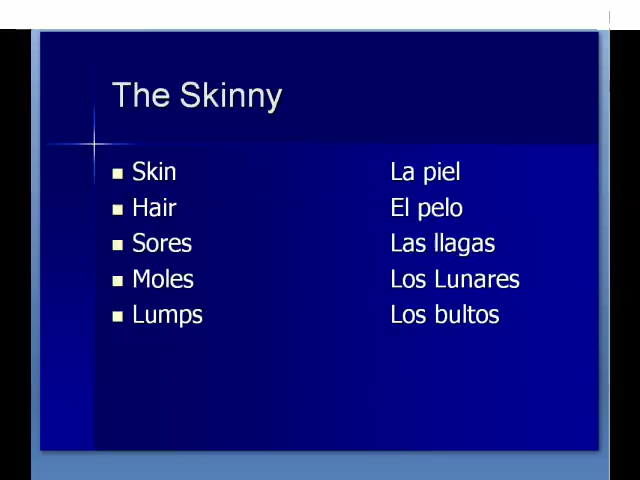 The Skinny
Skin La piel
Hair El pelo
Sores Las llagas
Moles Los Lunares
Lumps Los bultos